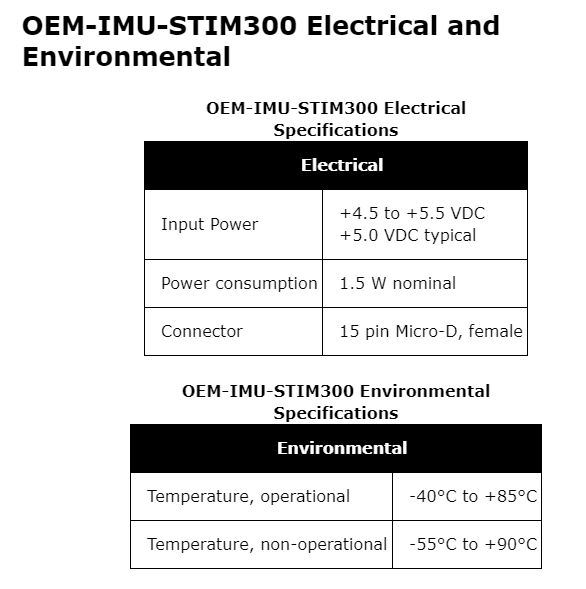 OEM-IMU-STIM300 Electrical and
Environmental
OEM-IMU-STIM300 Electrical
Specifications
Electrical
Input Power
+4.5 to +5.5 VDC
+5.0 VDC typical
Power consumption
1.5 W nominal
Connector
15 pin Micro-D, female
OEM-IMU-STIM300 Environmental
Specifications
Environmental
Temperature, operational
-40°C to +85°C
Temperature, non-operational
-55°C to +90°C